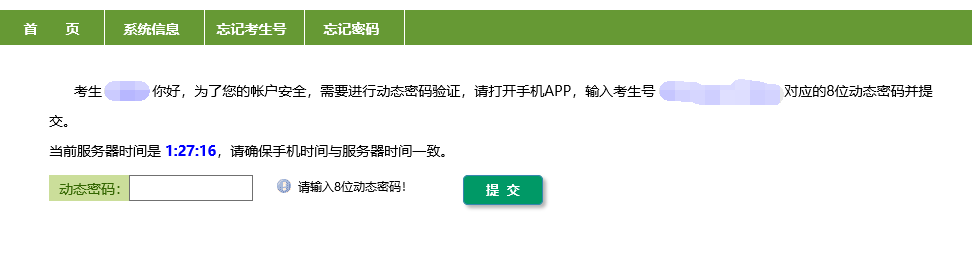 首 页 系统信息 忘记考生号 忘记密码
考生 你好，为了您的帐户安全，需要进行动态密码验证，请打开手机APP，输入考生号 对应的8位动态密码并提
交。
当前服务器时间是 1:27:16，请确保手机时间与服务器时间一致。
动态密码： 请输入8位动态密码！ 提 交